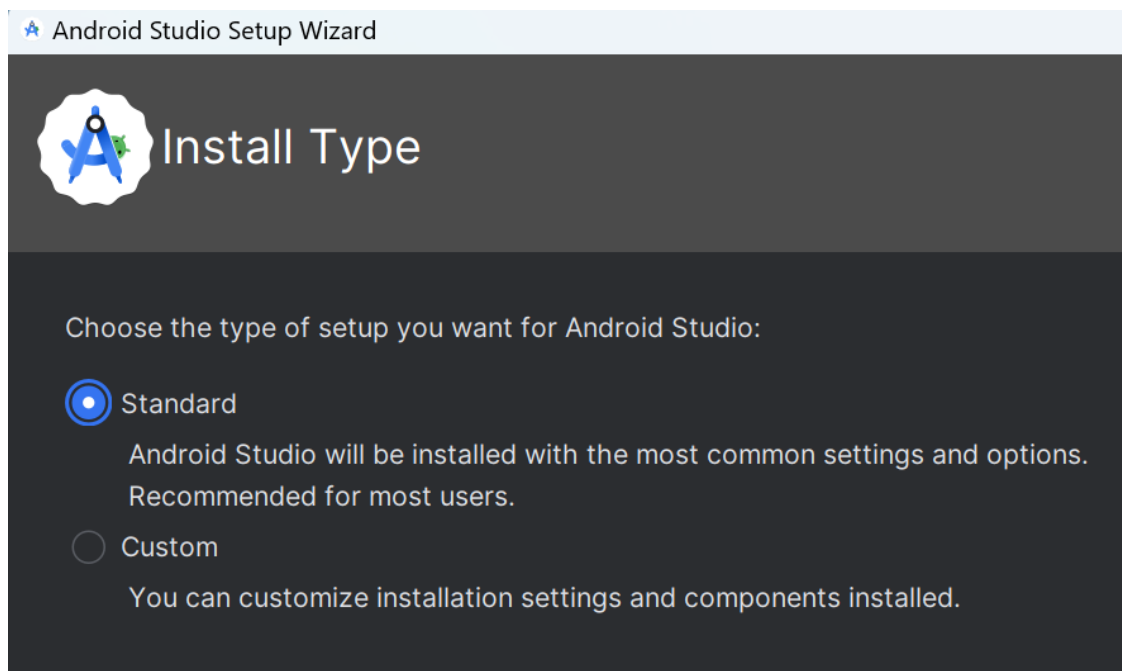 Android Studio Setup Wizard
Install Type
Choose the type of setup you want for Android Studio:
Standard
Android Studio will be installed with the most common settings and options.
Recommended for most users.
Custom
You can customize installation settings and components installed.